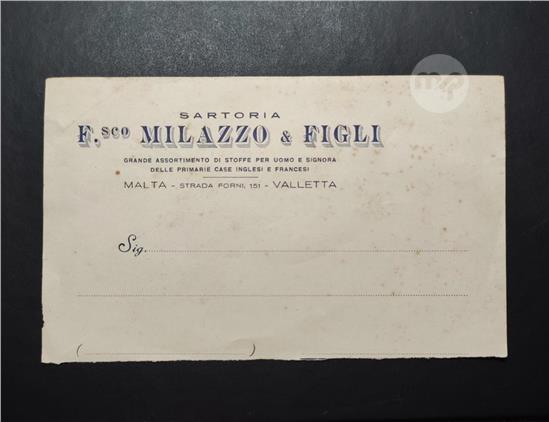 SARTORIA
F.SCO MILAZZO & FIGLI
GRANDE ASSORTIMENTO DI STOFFE PER UOMO E SIGNORA
DELLE PRIMARIE CASE INGLESI E FRANCESI
MALTA - STRADA FORNI, 151 - VALLETTA
Sig.
( )